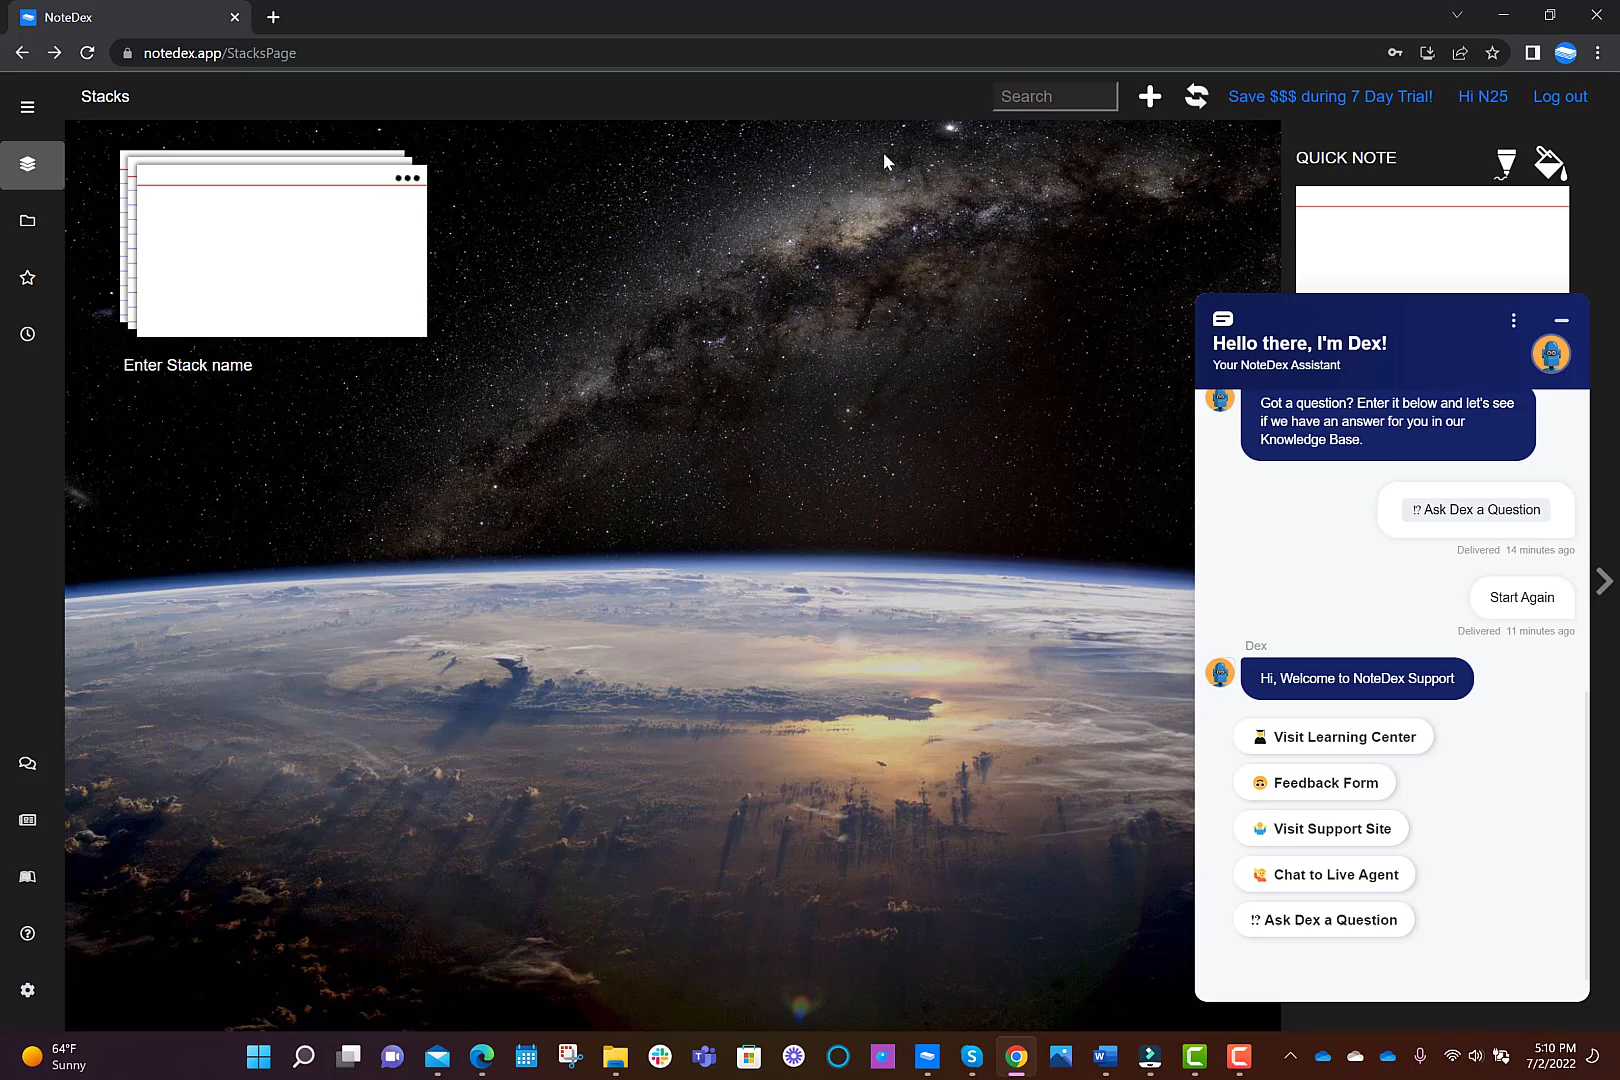 NoteDex
notedex.app/StacksPage
Stacks
Search
Save $$$ during 7 Day Trial!
Hi N25
Log out
QUICK NOTE
Enter Stack name
Hello there, I'm Dex!
Your NoteDex Assistant
Got a question? Enter it below and let's see
if we have an answer for you in our
Knowledge Base.
⁉ Ask Dex a Question
Delivered 14 minutes ago
Start Again
Delivered 11 minutes ago
Dex
Hi, Welcome to NoteDex Support
Visit Learning Center
Feedback Form
Visit Support Site
Chat to Live Agent
⁉ Ask Dex a Question
64°F
Sunny
5:10 PM
7/2/2022